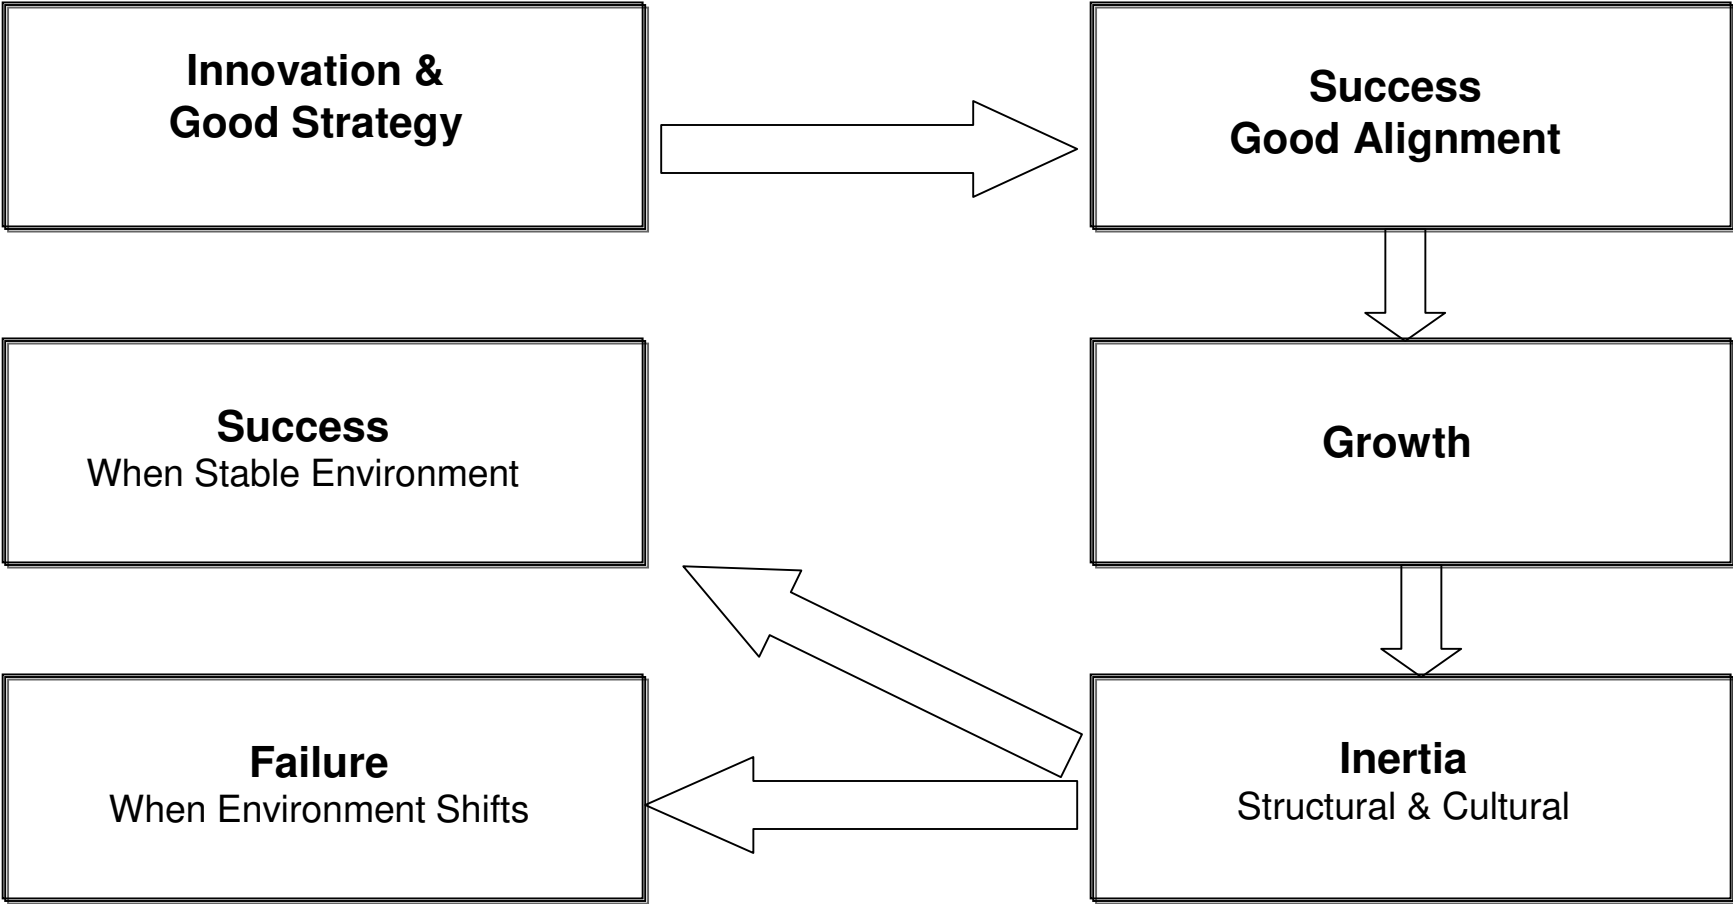 Innovation &
Good Strategy
Success
Good Alignment
Success
When Stable Environment
Growth
Failure
When Environment Shifts
Inertia
Structural & Cultural